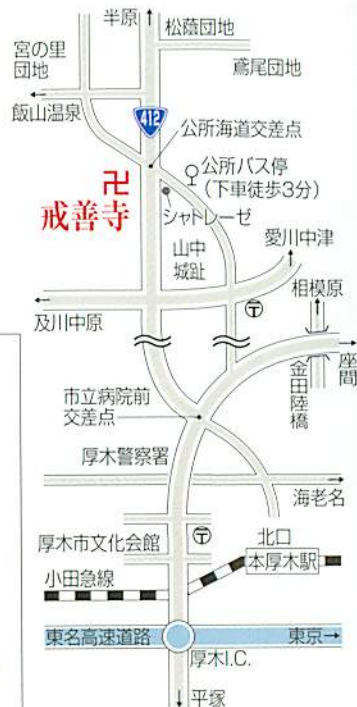 半原
松蔭団地
宮の里
団地
鳶尾団地
飯山温泉
412
公所海道交差点
公所バス停
(下車徒歩3分)
卍
戒善寺
シャトレーゼ
山中
城趾
愛川中津
相模原
〒
及川中原
座間
金田陸橋
市立病院前
交差点
厚木警察署
海老名
厚木市文化会館
〒
北口
本厚木駅
小田急線
東名高速道路
東京
厚木I.C.
平塚